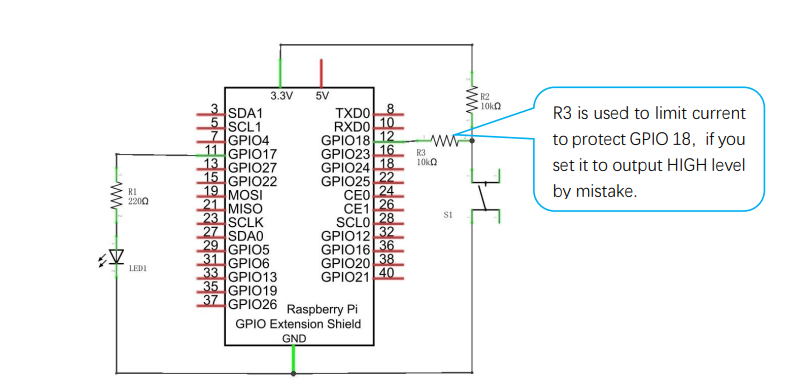 3.3V
5V
3
SDA1
TXD0
8
5
SCL1
RXD0
10
7
GPIO4
GPIO18
12
11
GPIO17
GPIO23
16
13
GPIO27
GPIO24
18
15
GPIO22
GPIO25
22
19
MOSI
CE0
24
21
MISO
CE1
26
23
SCLK
SCL0
28
27
SDA0
GPIO12
32
29
GPIO5
GPIO16
36
31
GPIO6
GPIO20
38
33
GPIO13
GPIO21
40
35
GPIO19
37
GPIO26
Raspberry Pi
GPIO Extension Shield
GND
R1
220Ω
LED1
R2
10kΩ
R3
10kΩ
S1
R3 is used to limit current
to protect GPIO 18, if you
set it to output HIGH level
by mistake.